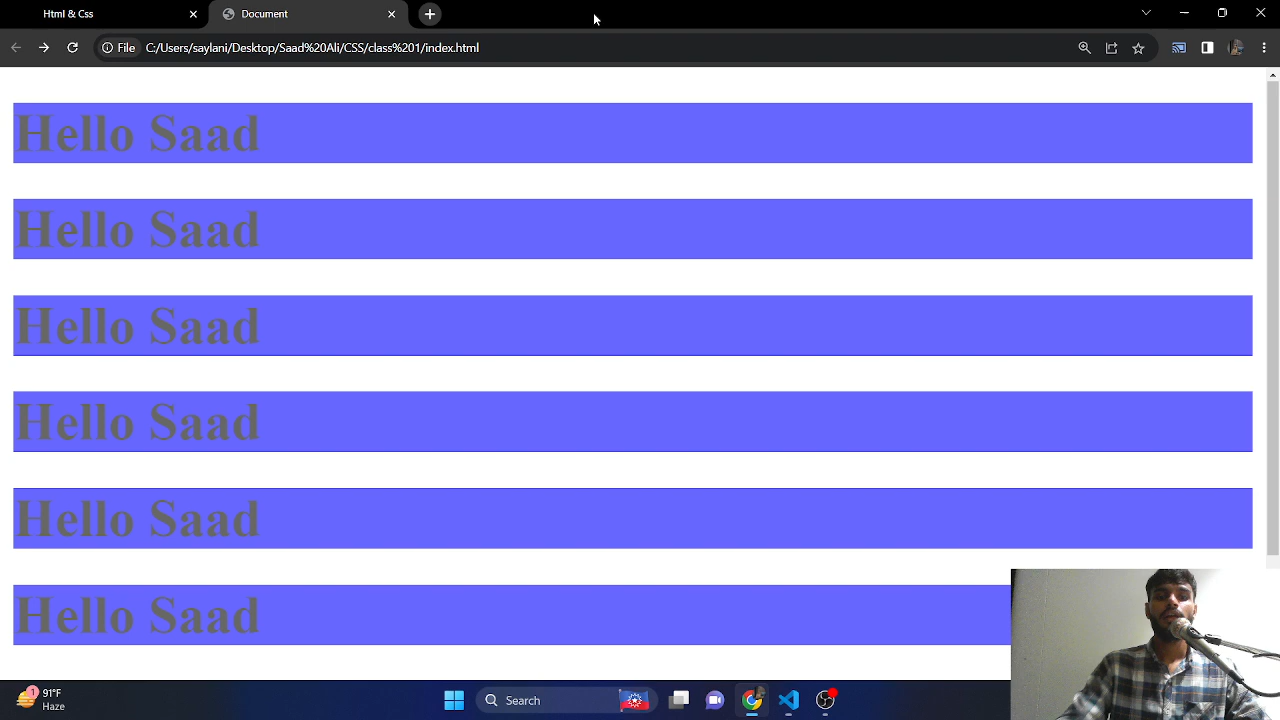 Html & Css
Document
File
C:/Users/saylani/Desktop/Saad%20Ali/CSS/class%201/index.html
Hello Saad
Hello Saad
Hello Saad
Hello Saad
Hello Saad
Hello Saad
1
91°F
Haze
Search